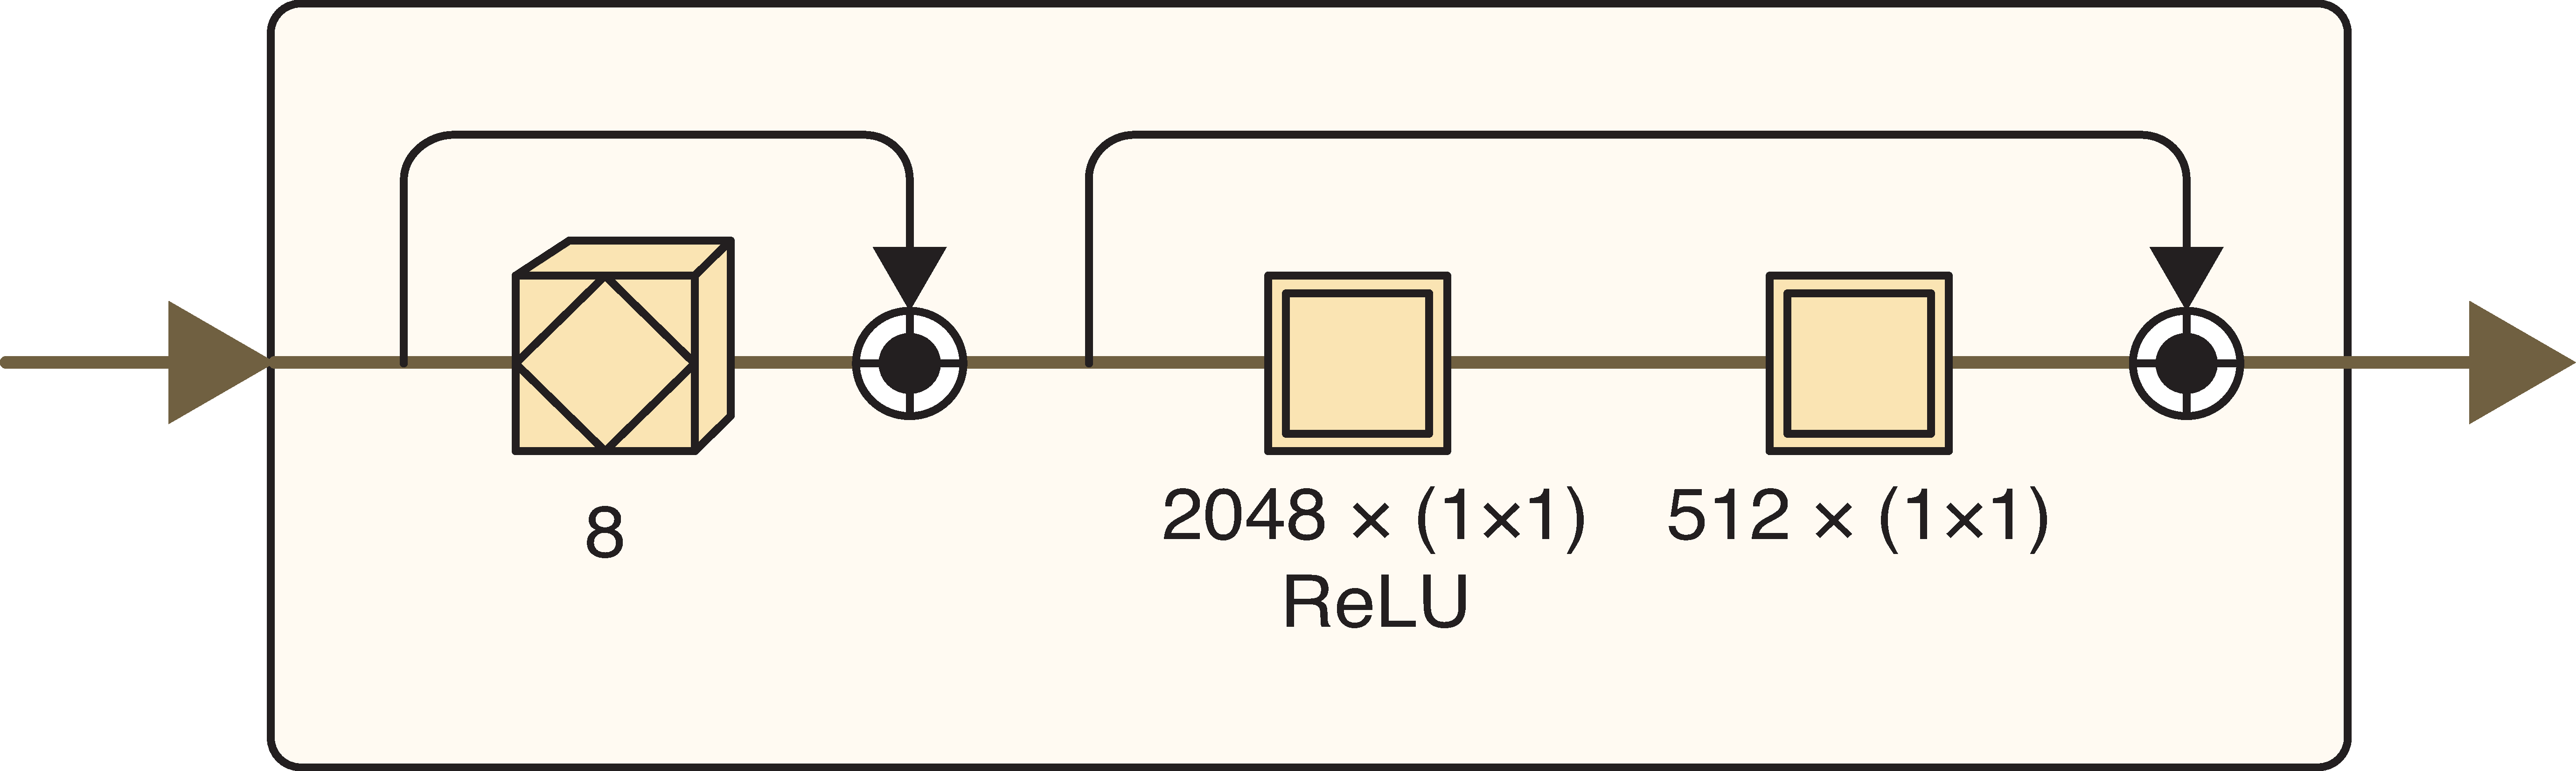 8
2048 × (1×1)
ReLU
512 × (1×1)